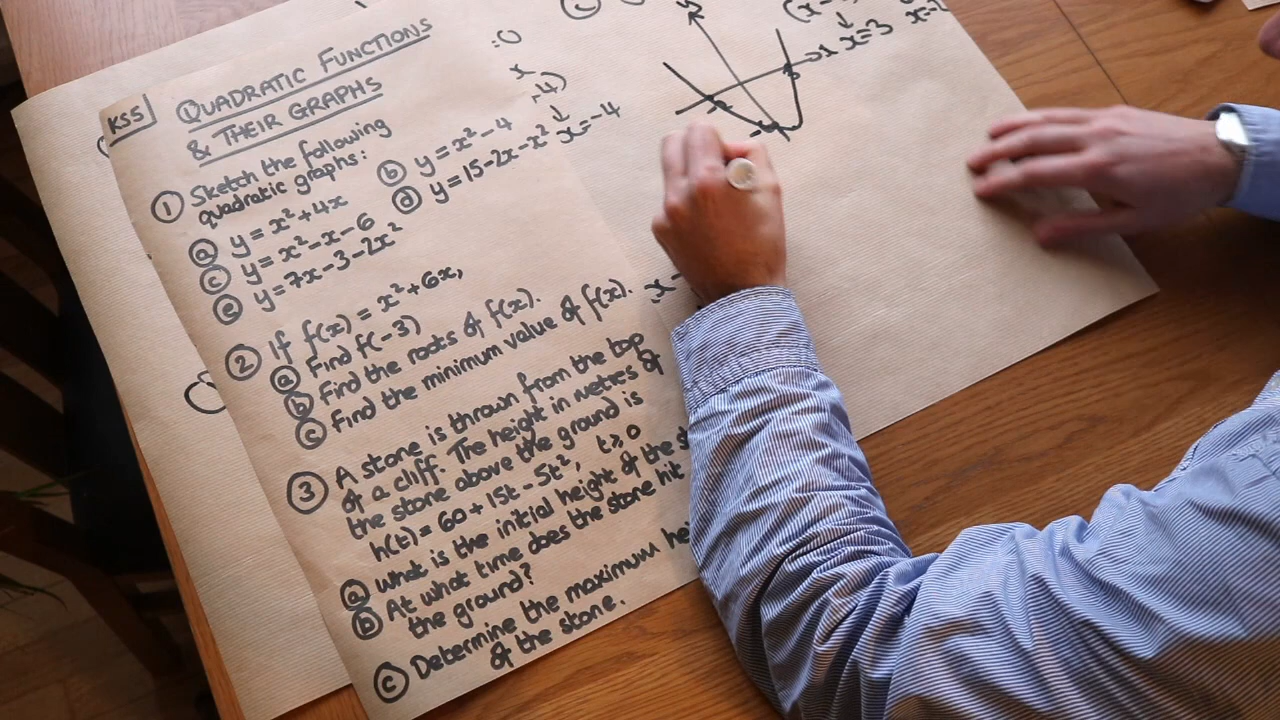 KS5
QUADRATIC FUNCTIONS
& THEIR GRAPHS
① Sketch the following
quadratic graphs:
ⓐ y = x² + 4x
ⓑ y = x² - 4
ⓒ y = x² - x - 6
ⓓ y = 15 - 2x - x²
ⓔ y = 7x - 3 - 2x²
② If f(x) = x² + 6x,
ⓐ Find f(-3)
ⓑ Find the roots of f(x).
ⓒ Find the minimum value of f(x).
③ A stone is thrown from the top
of a cliff. The height in metres of
the stone above the ground is
h(t) = 60 + 15t - 5t², t ≥ 0
ⓐ What is the initial height of the s
ⓑ At what time does the stone hit
the ground?
ⓒ Determine the maximum he
of the stone.
=0
x
-4)
↓
x=-4
ⓒ
y
x
3
(x-
↓
x=3
x -